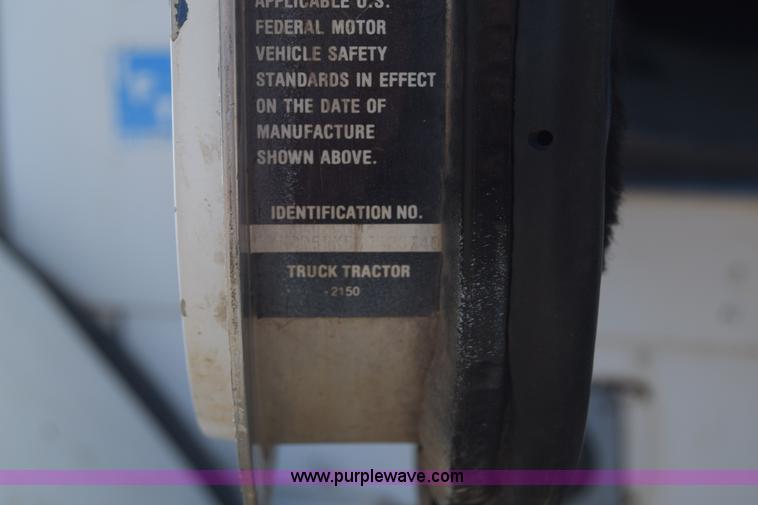 APPLICABLE U.S.
FEDERAL MOTOR
VEHICLE SAFETY
STANDARDS IN EFFECT
ON THE DATE OF
MANUFACTURE
SHOWN ABOVE.
IDENTIFICATION NO.
TRUCK TRACTOR
-2150
www.purplewave.com